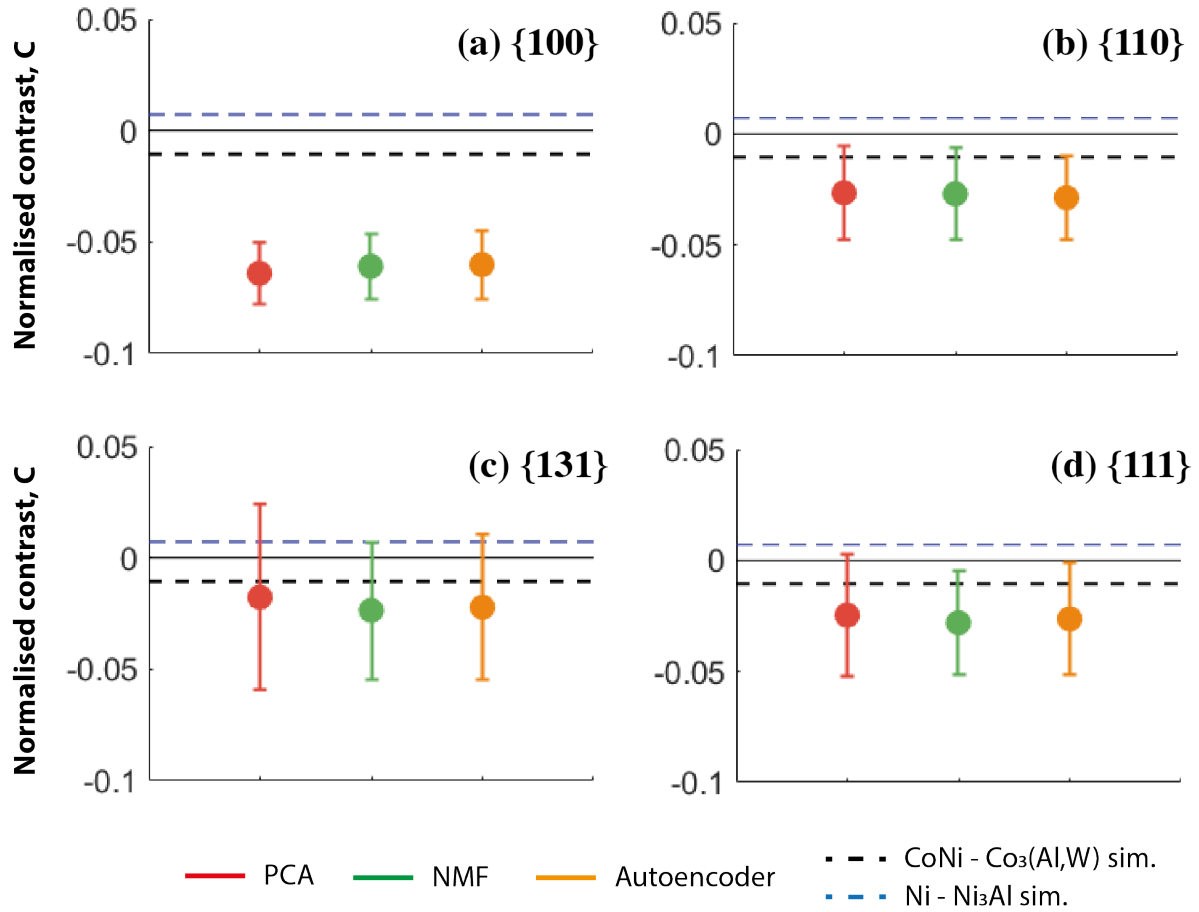 0.05
(a) {100}
0
-0.05
-0.1
Normalised contrast, C
0.05
(b) {110}
0
-0.05
-0.1
0.05
(c) {131}
0
-0.05
-0.1
Normalised contrast, C
0.05
(d) {111}
0
-0.05
-0.1
PCA
NMF
Autoencoder
CoNi - Co₃(Al,W) sim.
Ni - Ni₃Al sim.